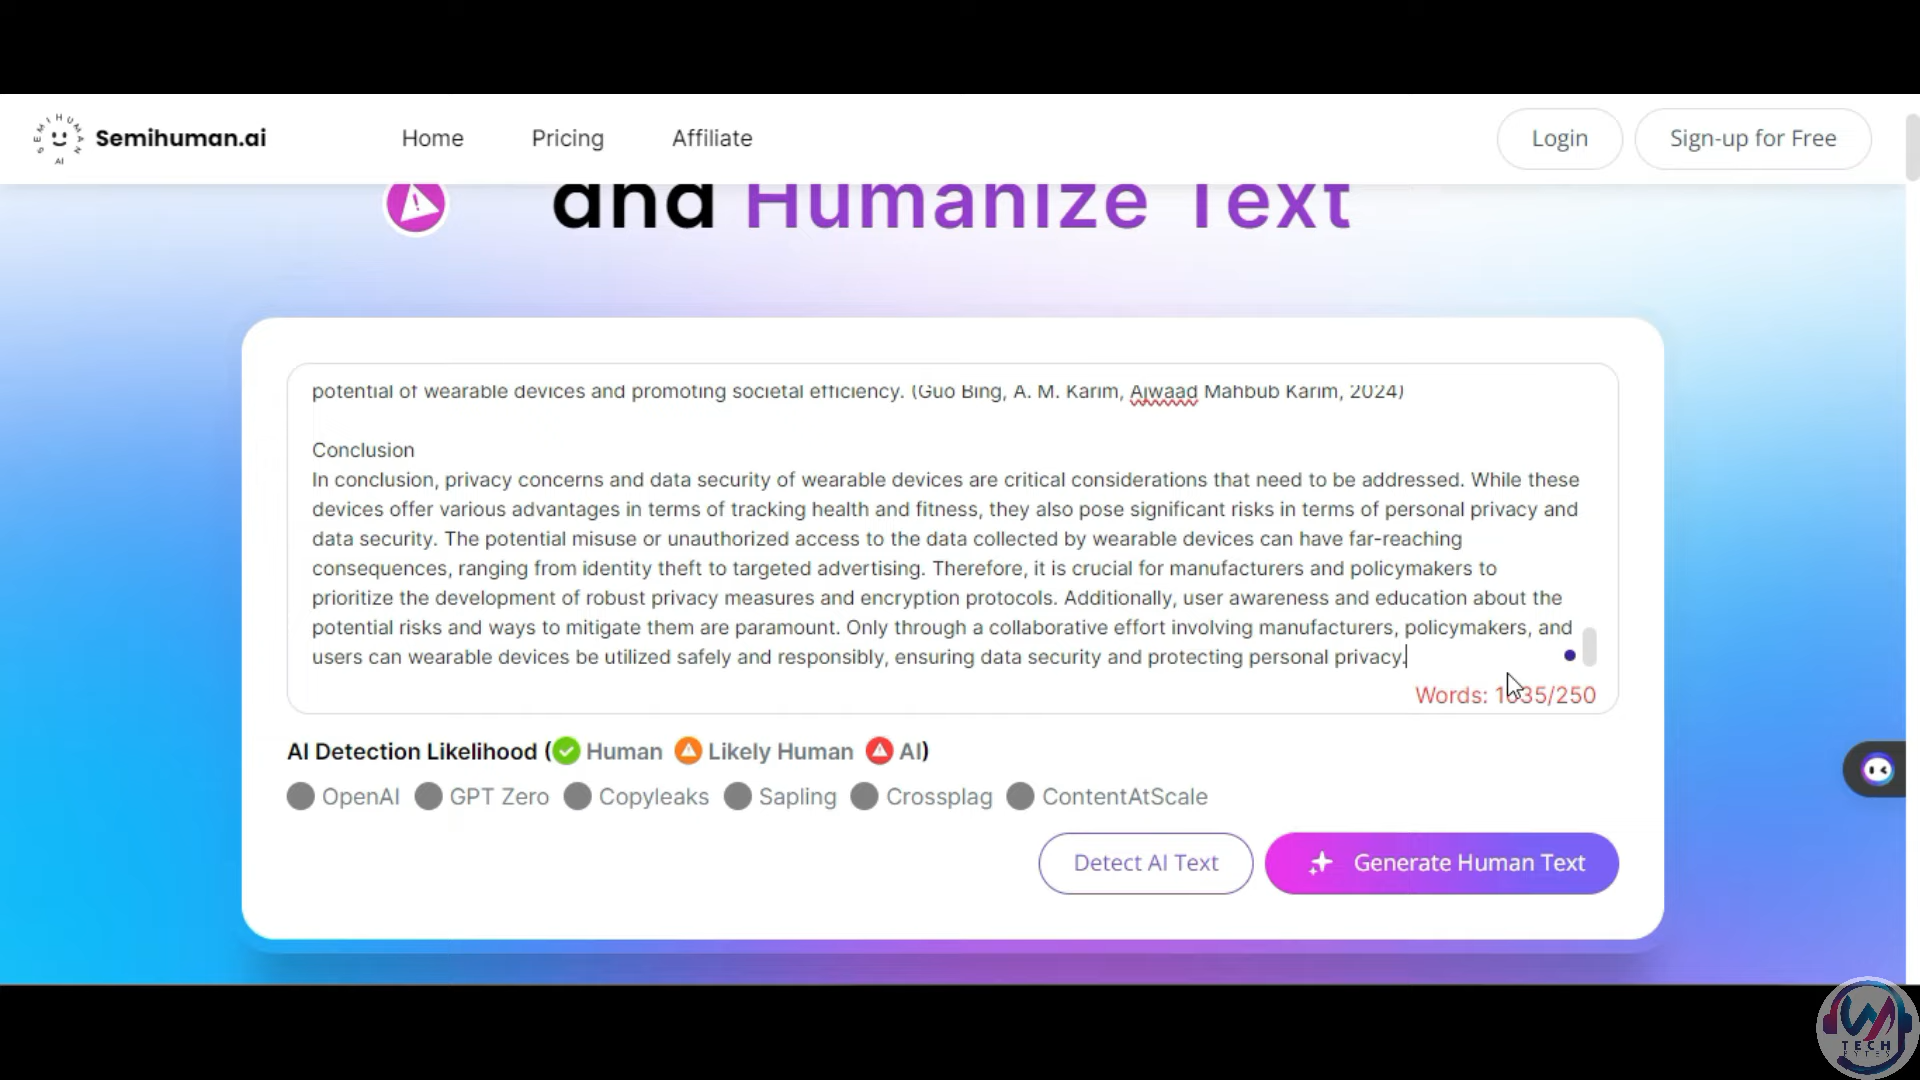 SEMIHUMAN AI
Semihuman.ai
Home
Pricing
Affiliate
Login
Sign-up for Free
and Humanize Text
potential of wearable devices and promoting societal efficiency. (Guo Bing, A. M. Karim, Ajwaad Mahbub Karim, 2024)
Conclusion
In conclusion, privacy concerns and data security of wearable devices are critical considerations that need to be addressed. While these
devices offer various advantages in terms of tracking health and fitness, they also pose significant risks in terms of personal privacy and
data security. The potential misuse or unauthorized access to the data collected by wearable devices can have far-reaching
consequences, ranging from identity theft to targeted advertising. Therefore, it is crucial for manufacturers and policymakers to
prioritize the development of robust privacy measures and encryption protocols. Additionally, user awareness and education about the
potential risks and ways to mitigate them are paramount. Only through a collaborative effort involving manufacturers, policymakers, and
users can wearable devices be utilized safely and responsibly, ensuring data security and protecting personal privacy.
Words: /250
AI Detection Likelihood (Human Likely Human AI)
OpenAI GPT Zero Copyleaks Sapling Crossplag ContentAtScale
Detect AI Text
Generate Human Text
TECH
BYTES